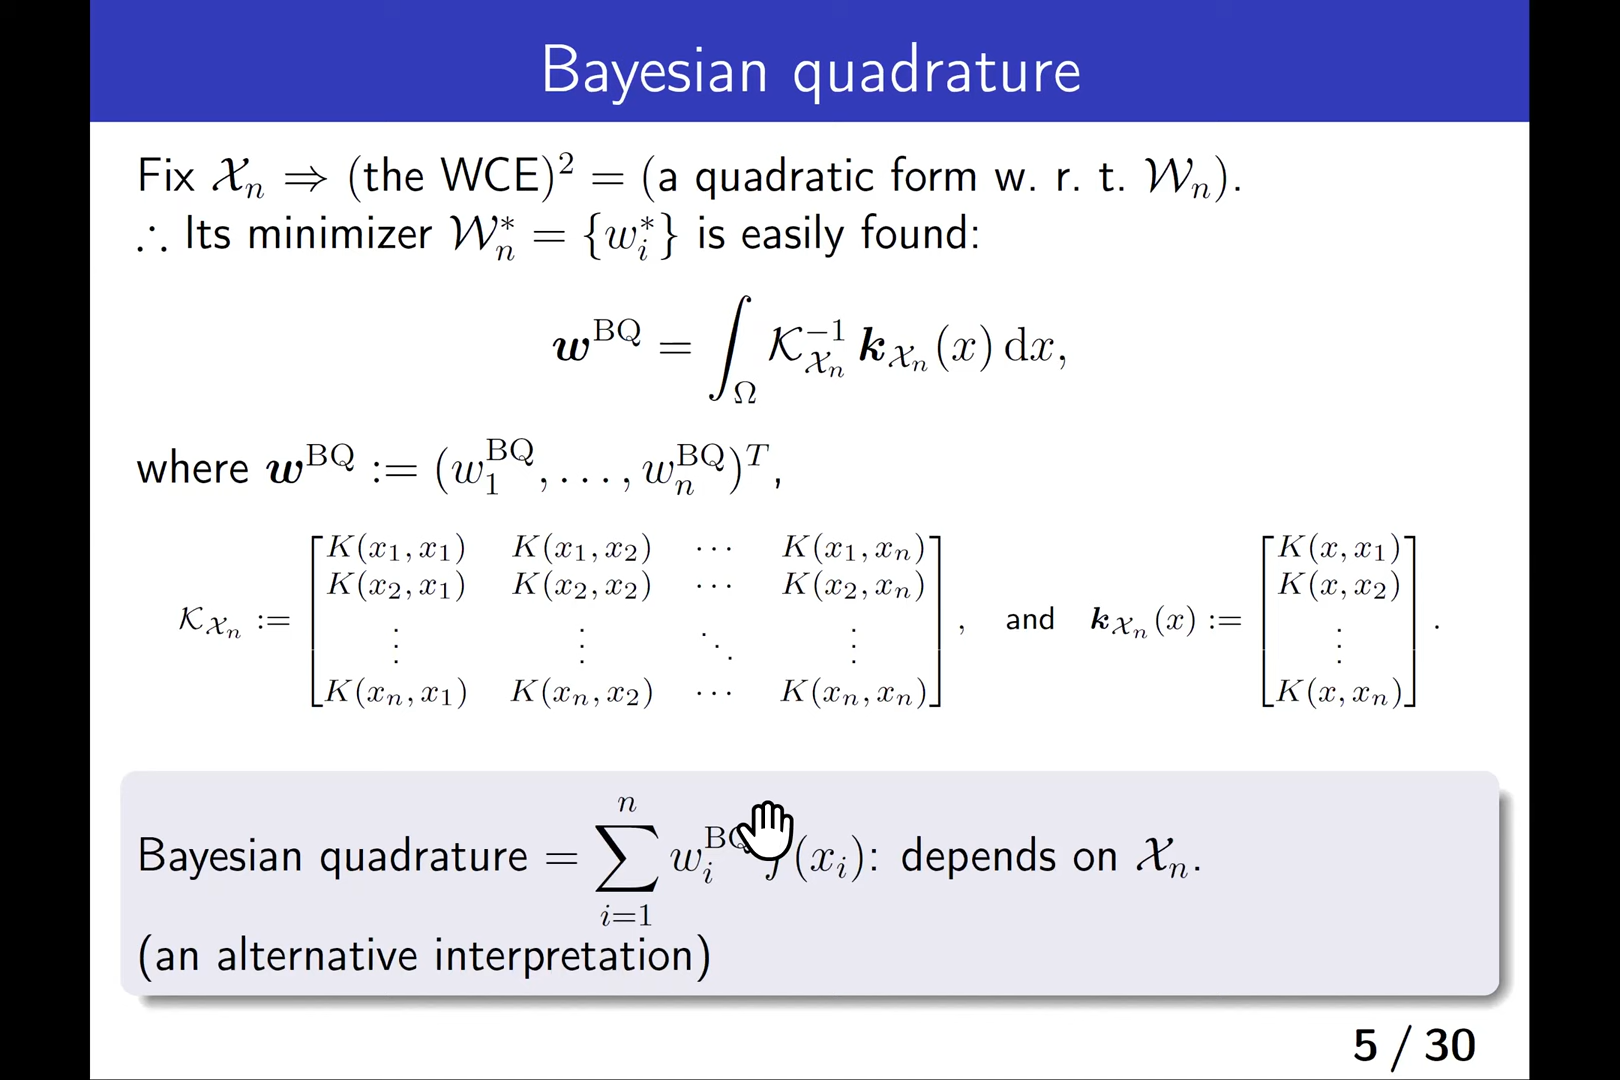 Bayesian quadrature
Fix 𝒳ₙ ⇒ (the WCE)² = (a quadratic form w. r. t. 𝒲ₙ).
∴ Its minimizer 𝒲ₙ* = {wᵢ*} is easily found:
𝒘^BQ = ∫_Ω 𝒦_{𝒳ₙ}^{−1} 𝒌_{𝒳ₙ}(x) dx,
where 𝒘^BQ := (w₁^BQ, . . . , wₙ^BQ)^T,
𝒦_{𝒳ₙ} := [K(x₁, x₁) K(x₁, x₂) ⋯ K(x₁, xₙ); K(x₂, x₁) K(x₂, x₂) ⋯ K(x₂, xₙ); ⋮ ⋮ ⋱ ⋮; K(xₙ, x₁) K(xₙ, x₂) ⋯ K(xₙ, xₙ)], and 𝒌_{𝒳ₙ}(x) := [K(x, x₁); K(x, x₂); ⋮; K(x, xₙ)].
Bayesian quadrature = ∑_{i=1}^{n} wᵢ^BQ f(xᵢ): depends on 𝒳ₙ.
(an alternative interpretation)
5 / 30